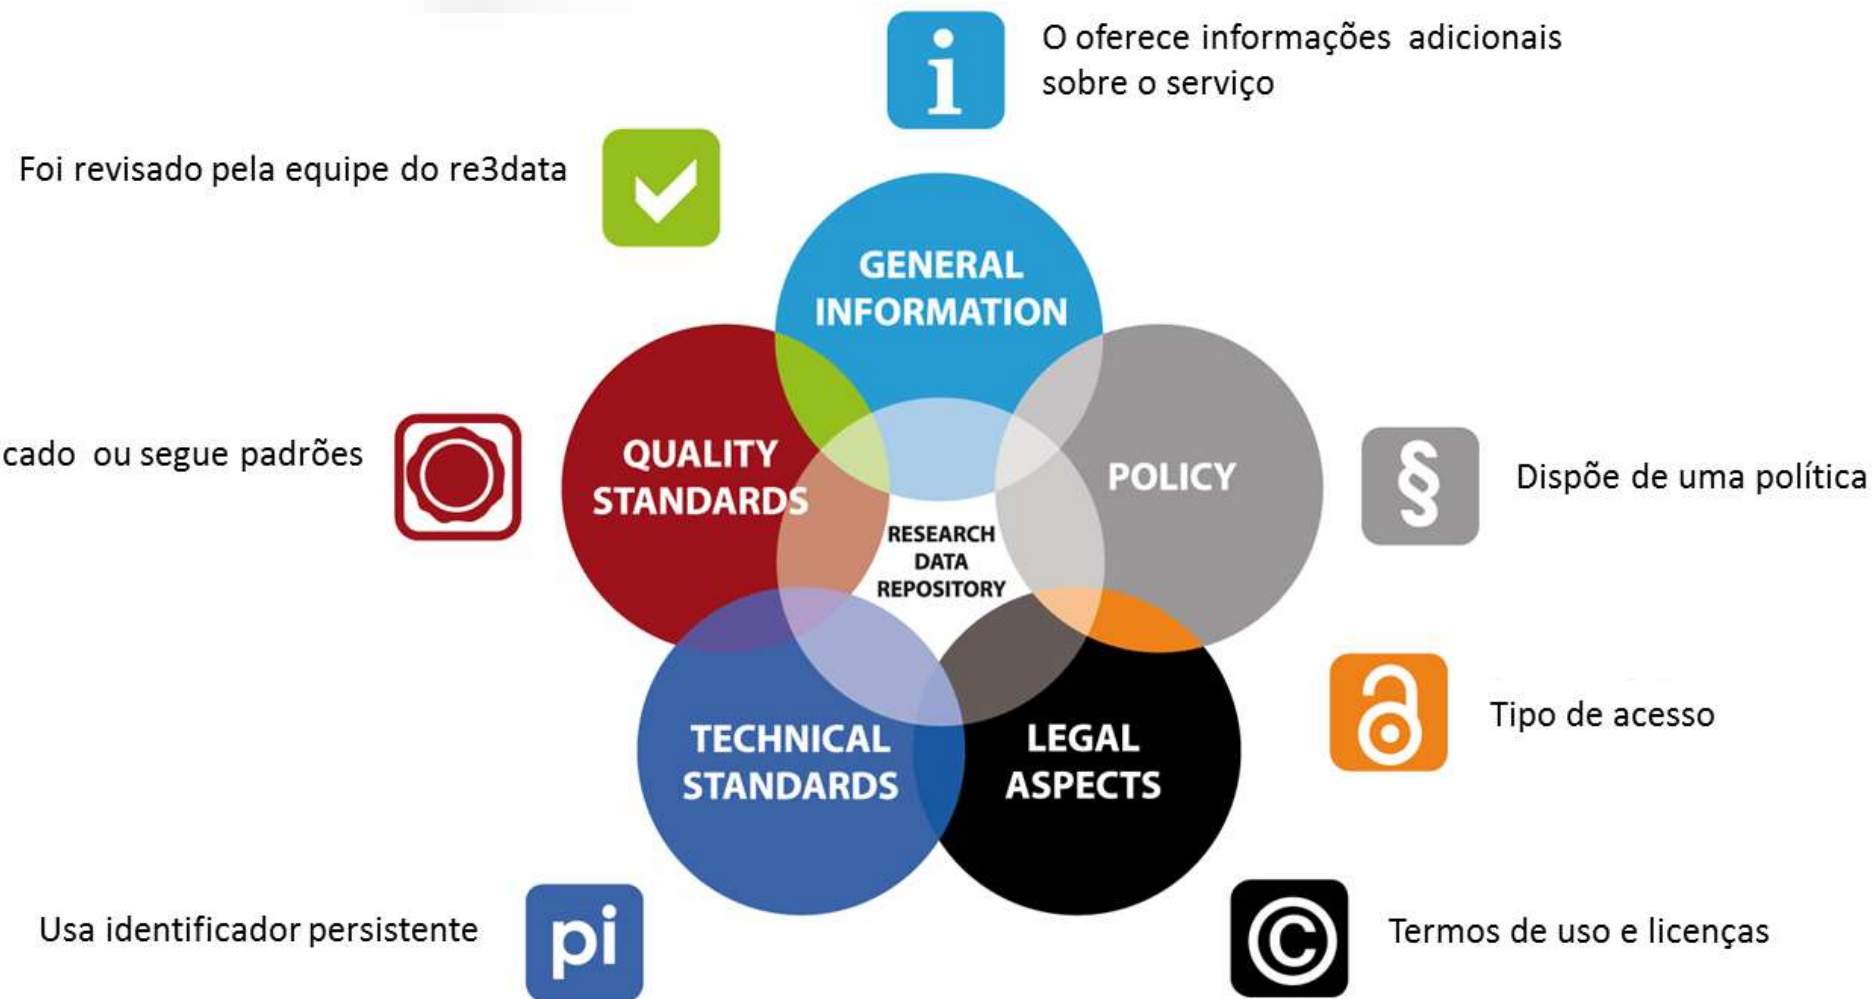 O oferece informações adicionais
sobre o serviço
Foi revisado pela equipe do re3data
GENERAL
INFORMATION
QUALITY
STANDARDS
cado ou segue padrões
POLICY
Dispõe de uma política
RESEARCH
DATA
REPOSITORY
Tipo de acesso
TECHNICAL
STANDARDS
LEGAL
ASPECTS
Usa identificador persistente
pi
Termos de uso e licenças
i
§
©